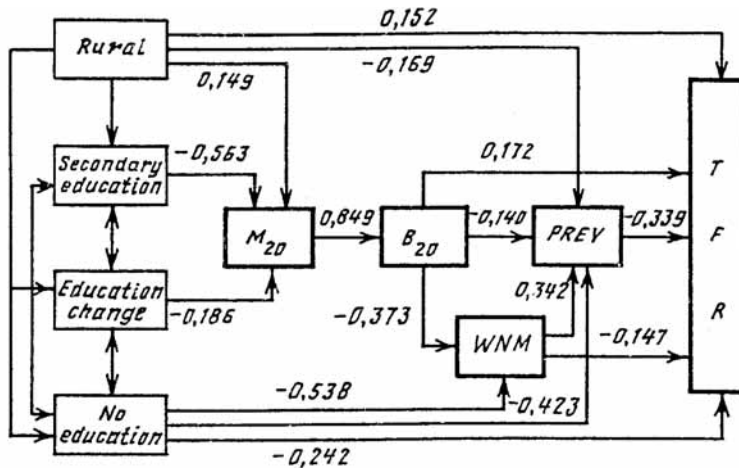 0,152
Rural
-0,169
0,149
Secondary
education
-0,563
0,172
T
M20
0,849
B20
-0,140
PREV
-0,339
F
Education
change
-0,186
-0,373
0,342
R
WNM
-0,147
No
education
-0,538
-0,423
-0,242